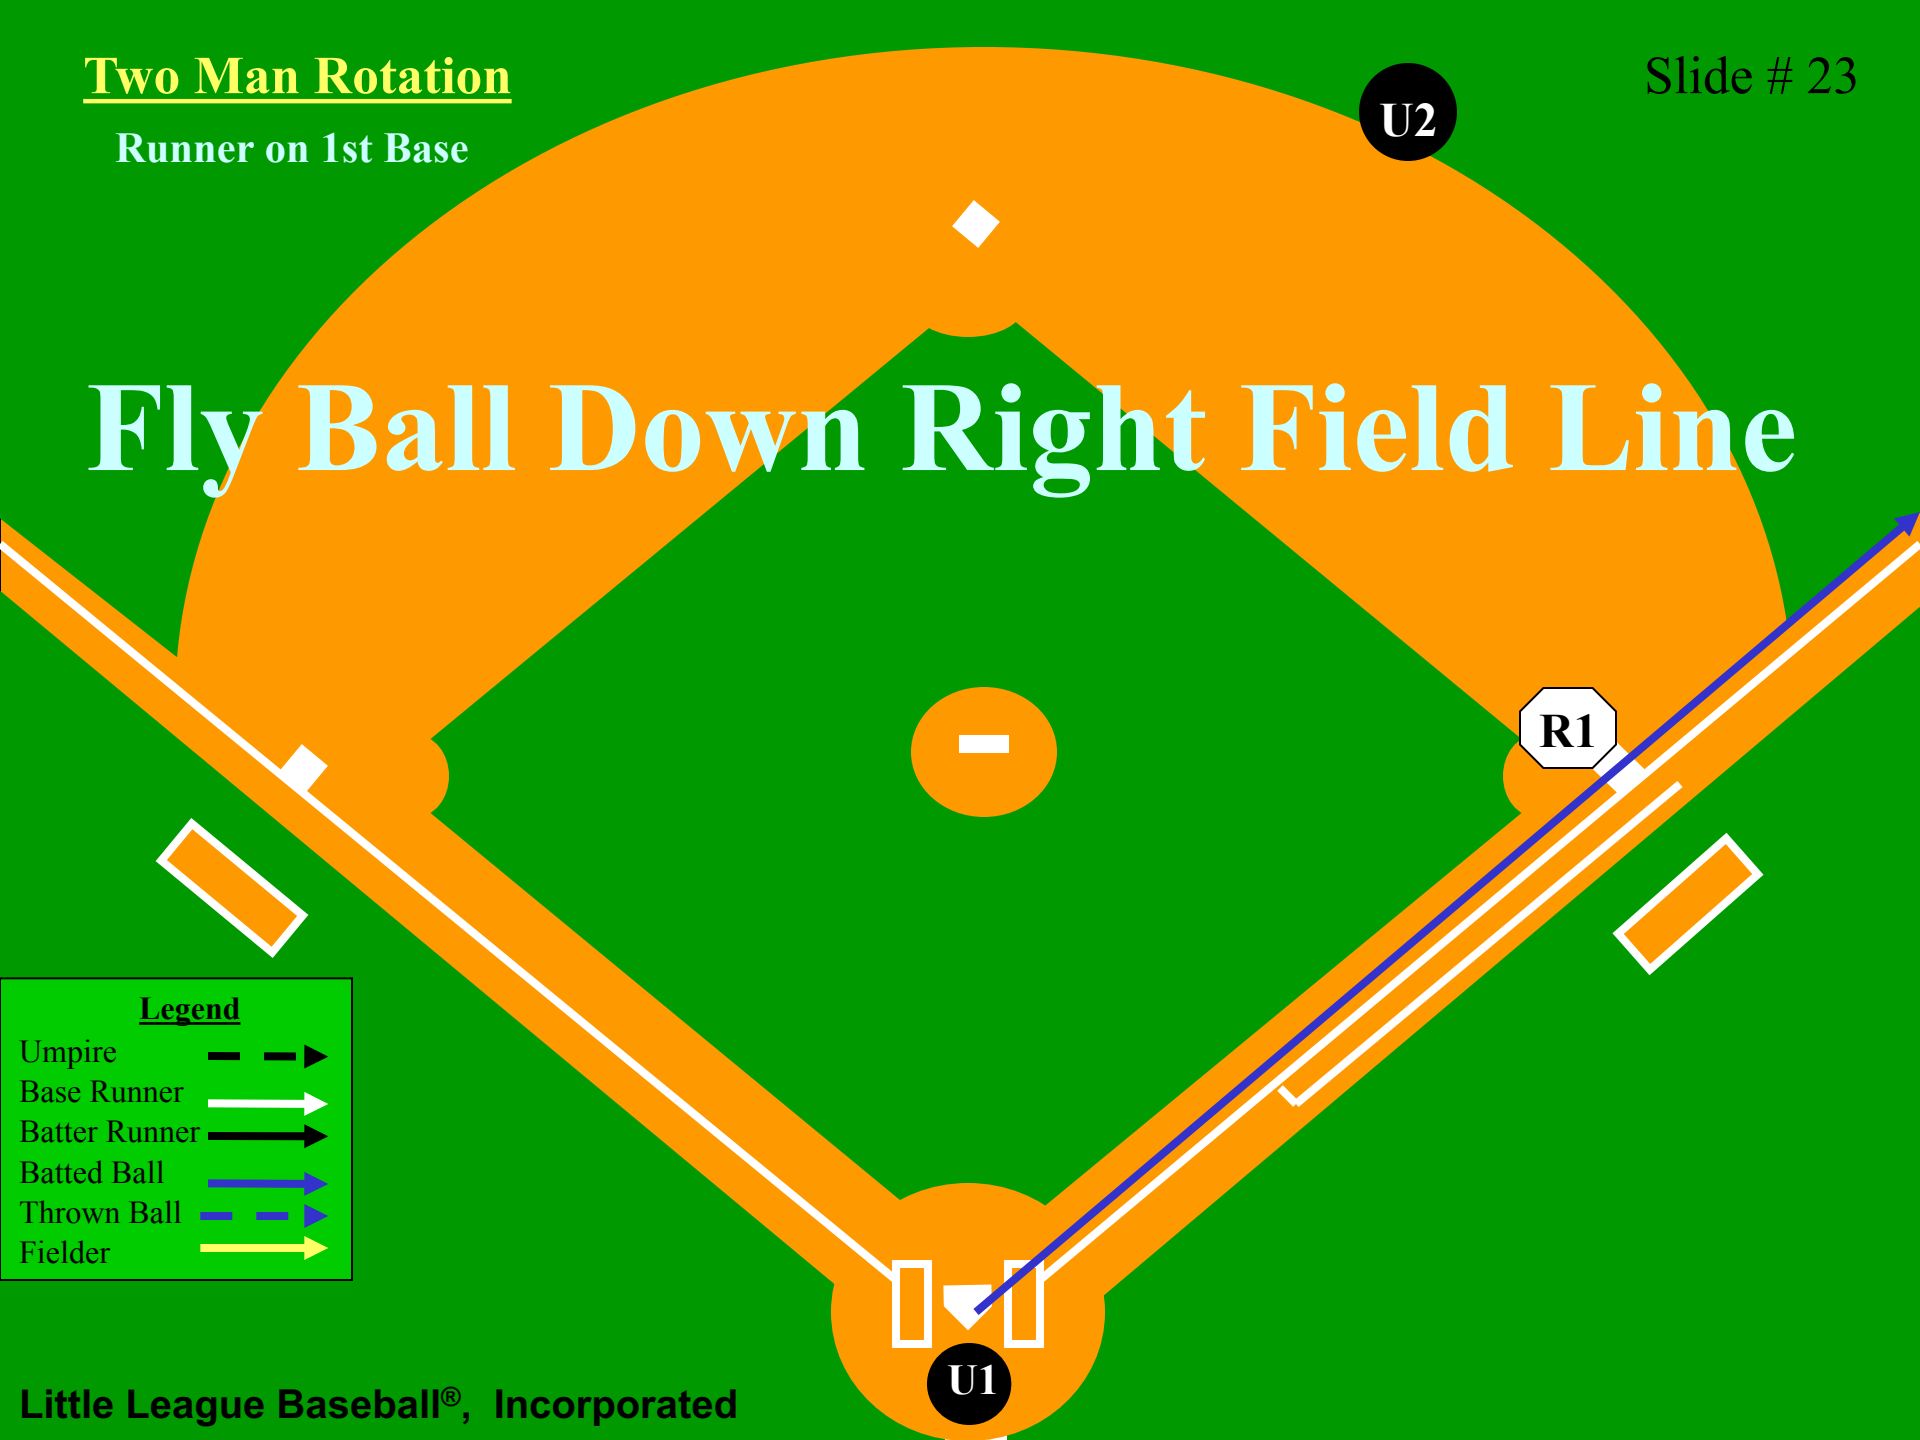 Two Man Rotation
Slide # 23
Runner on 1st Base
U2
Fly Ball Down Right Field Line
R1
Legend
Umpire
Base Runner
Batter Runner
Batted Ball
Thrown Ball
Fielder
U1
Little League Baseball®, Incorporated